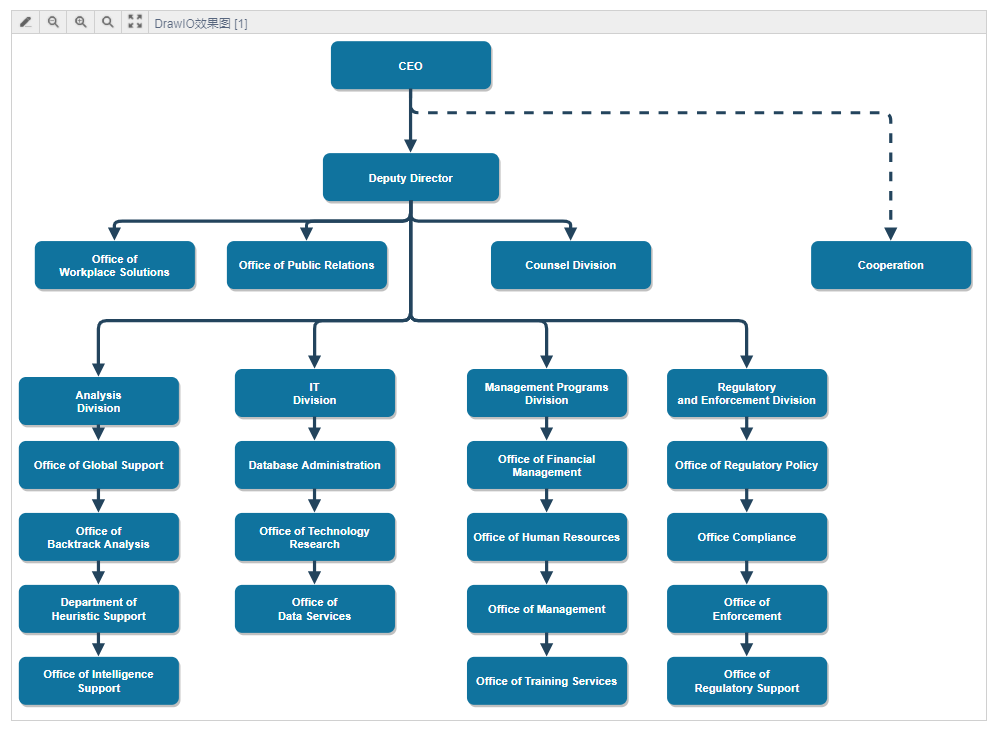 DrawIO效果图 [1]
CEO
Deputy Director
Office of
Workplace Solutions
Office of Public Relations
Counsel Division
Cooperation
Analysis
Division
IT
Division
Management Programs
Division
Regulatory
and Enforcement Division
Office of Global Support
Database Administration
Office of Financial
Management
Office of Regulatory Policy
Office of
Backtrack Analysis
Office of Technology
Research
Office of Human Resources
Office Compliance
Department of
Heuristic Support
Office of
Data Services
Office of Management
Office of
Enforcement
Office of Intelligence
Support
Office of Training Services
Office of
Regulatory Support